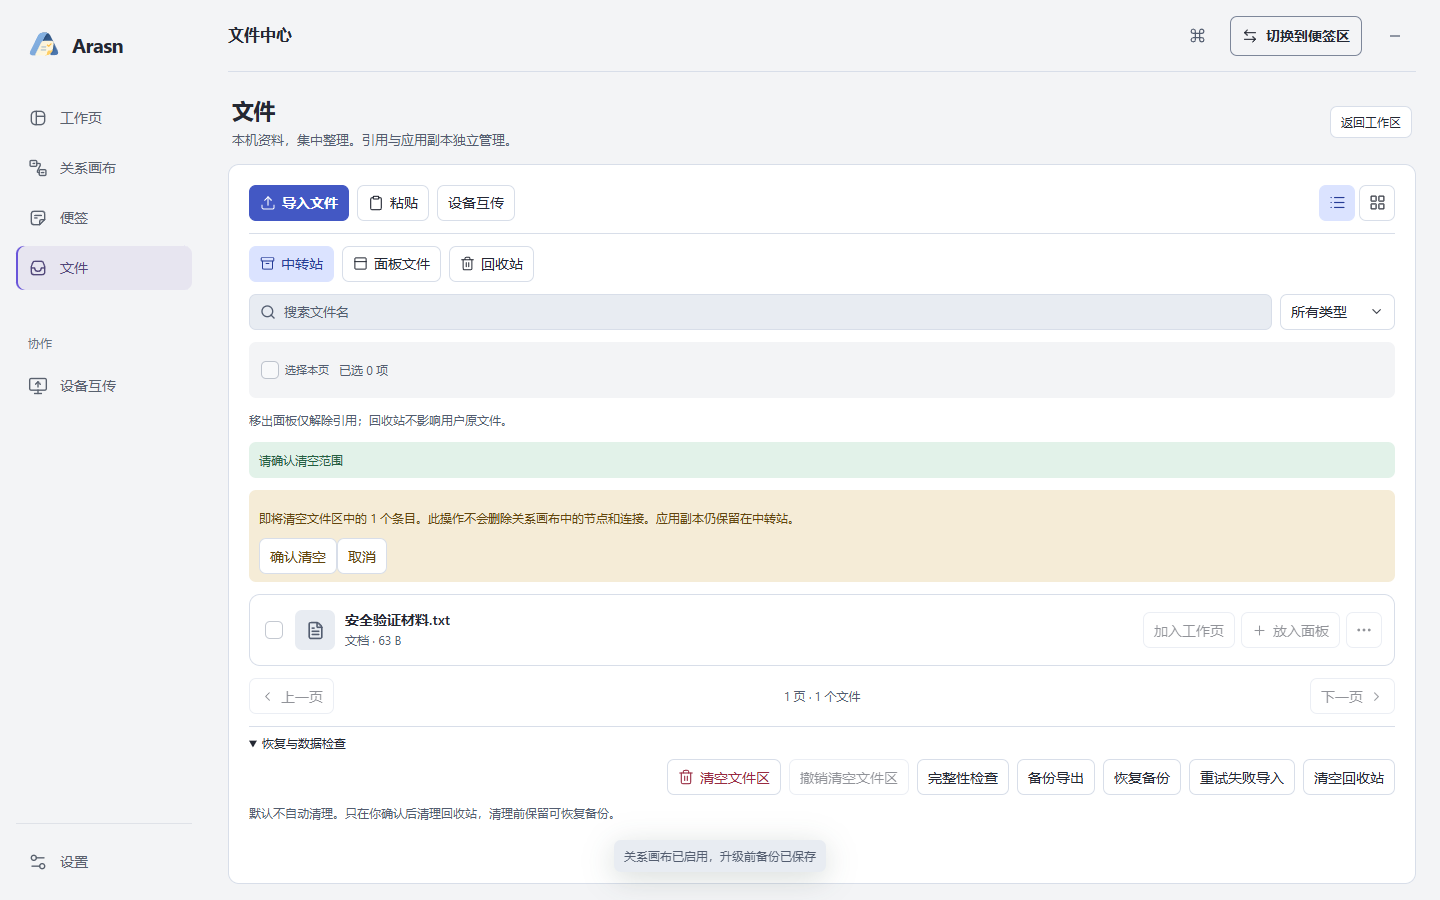 Arasn
文件中心
切换到便签区
工作页
关系画布
便签
文件
协作
设备互传
设置
文件
本机资料，集中整理。引用与应用副本独立管理。
返回工作区
导入文件
粘贴
设备互传
中转站
面板文件
回收站
搜索文件名
所有类型
选择本页 已选 0 项
移出面板仅解除引用；回收站不影响用户原文件。
请确认清空范围
即将清空文件区中的 1 个条目。此操作不会删除关系画布中的节点和连接。应用副本仍保留在中转站。
确认清空
取消
安全验证材料.txt
文档 · 63 B
加入工作页
放入面板
上一页
1 页 · 1 个文件
下一页
恢复与数据检查
清空文件区
撤销清空文件区
完整性检查
备份导出
恢复备份
重试失败导入
清空回收站
默认不自动清理。只在你确认后清理回收站，清理前保留可恢复备份。
关系画布已启用，升级前备份已保存